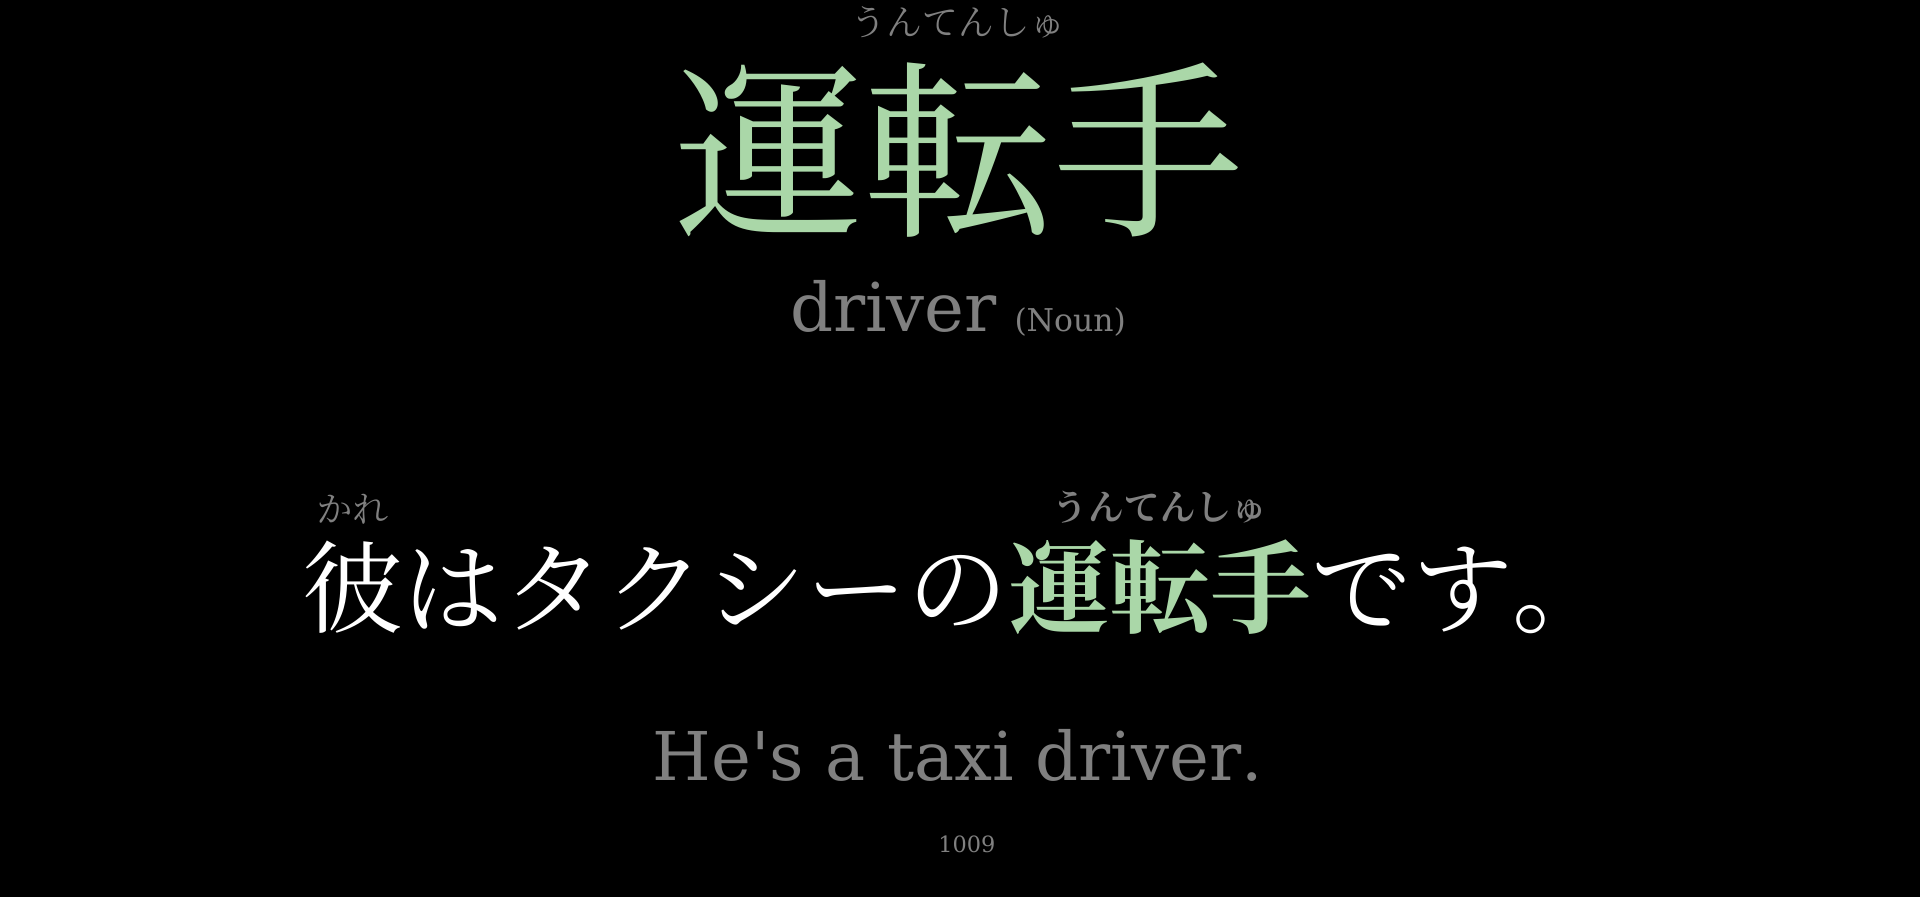 うんてんしゅ
運転手
driver (Noun)
かれ うんてんしゅ
彼はタクシーの運転手です。
He's a taxi driver.
1009